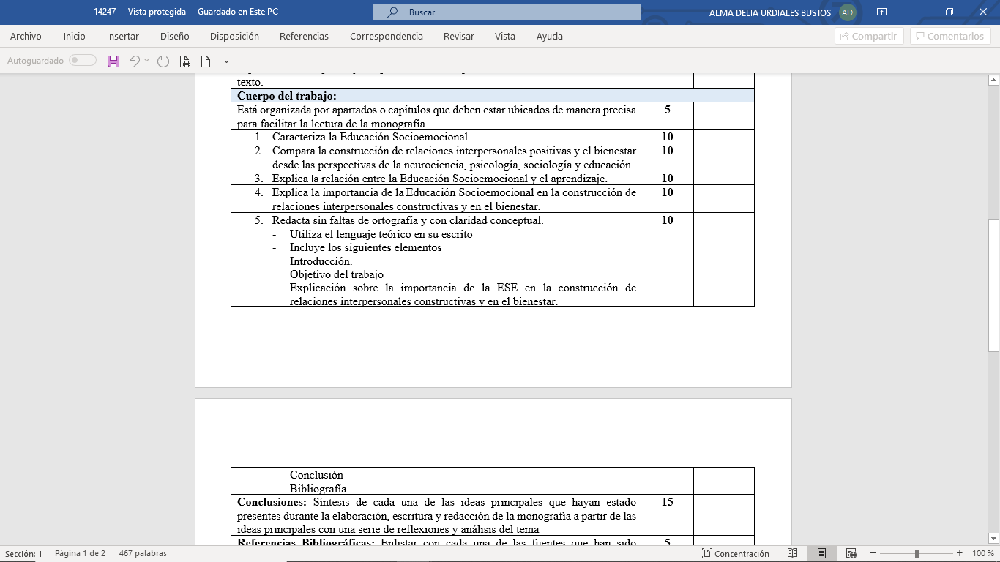 14247 - Vista protegida - Guardado en Este PC
Buscar
ALMA DELIA URDIALES BUSTOS
AD
Archivo Inicio Insertar Diseño Disposición Referencias Correspondencia Revisar Vista Ayuda
Compartir Comentarios
Autoguardado
texto.
Cuerpo del trabajo:
Está organizada por apartados o capítulos que deben estar ubicados de manera precisa 5
para facilitar la lectura de la monografía.
1. Caracteriza la Educación Socioemocional 10
2. Compara la construcción de relaciones interpersonales positivas y el bienestar 10
desde las perspectivas de la neurociencia, psicología, sociología y educación.
3. Explica la relación entre la Educación Socioemocional y el aprendizaje. 10
4. Explica la importancia de la Educación Socioemocional en la construcción de 10
relaciones interpersonales constructivas y en el bienestar.
5. Redacta sin faltas de ortografía y con claridad conceptual. 10
- Utiliza el lenguaje teórico en su escrito
- Incluye los siguientes elementos
Introducción.
Objetivo del trabajo
Explicación sobre la importancia de la ESE en la construcción de
relaciones interpersonales constructivas y en el bienestar.
Conclusión
Bibliografía
Conclusiones: Síntesis de cada una de las ideas principales que hayan estado 15
presentes durante la elaboración, escritura y redacción de la monografía a partir de las
ideas principales con una serie de reflexiones y análisis del tema
Referencias Bibliográficas: Enlistar con cada una de las fuentes que han sido 5
Sección: 1 Página 1 de 2 467 palabras
Concentración
100 %